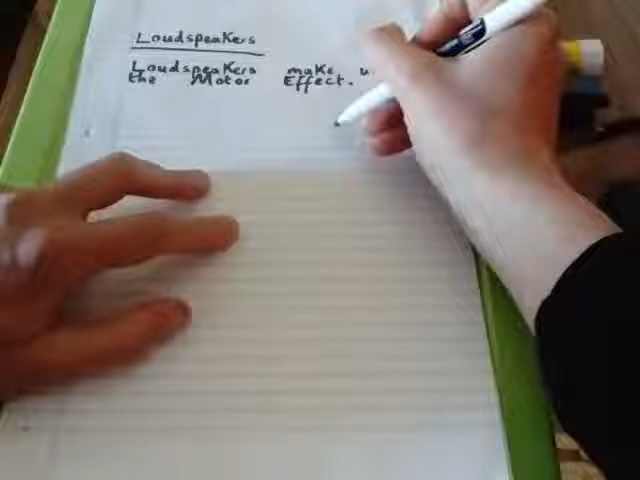 Loudspeakers
Loudspeakers make
the Motor Effect.